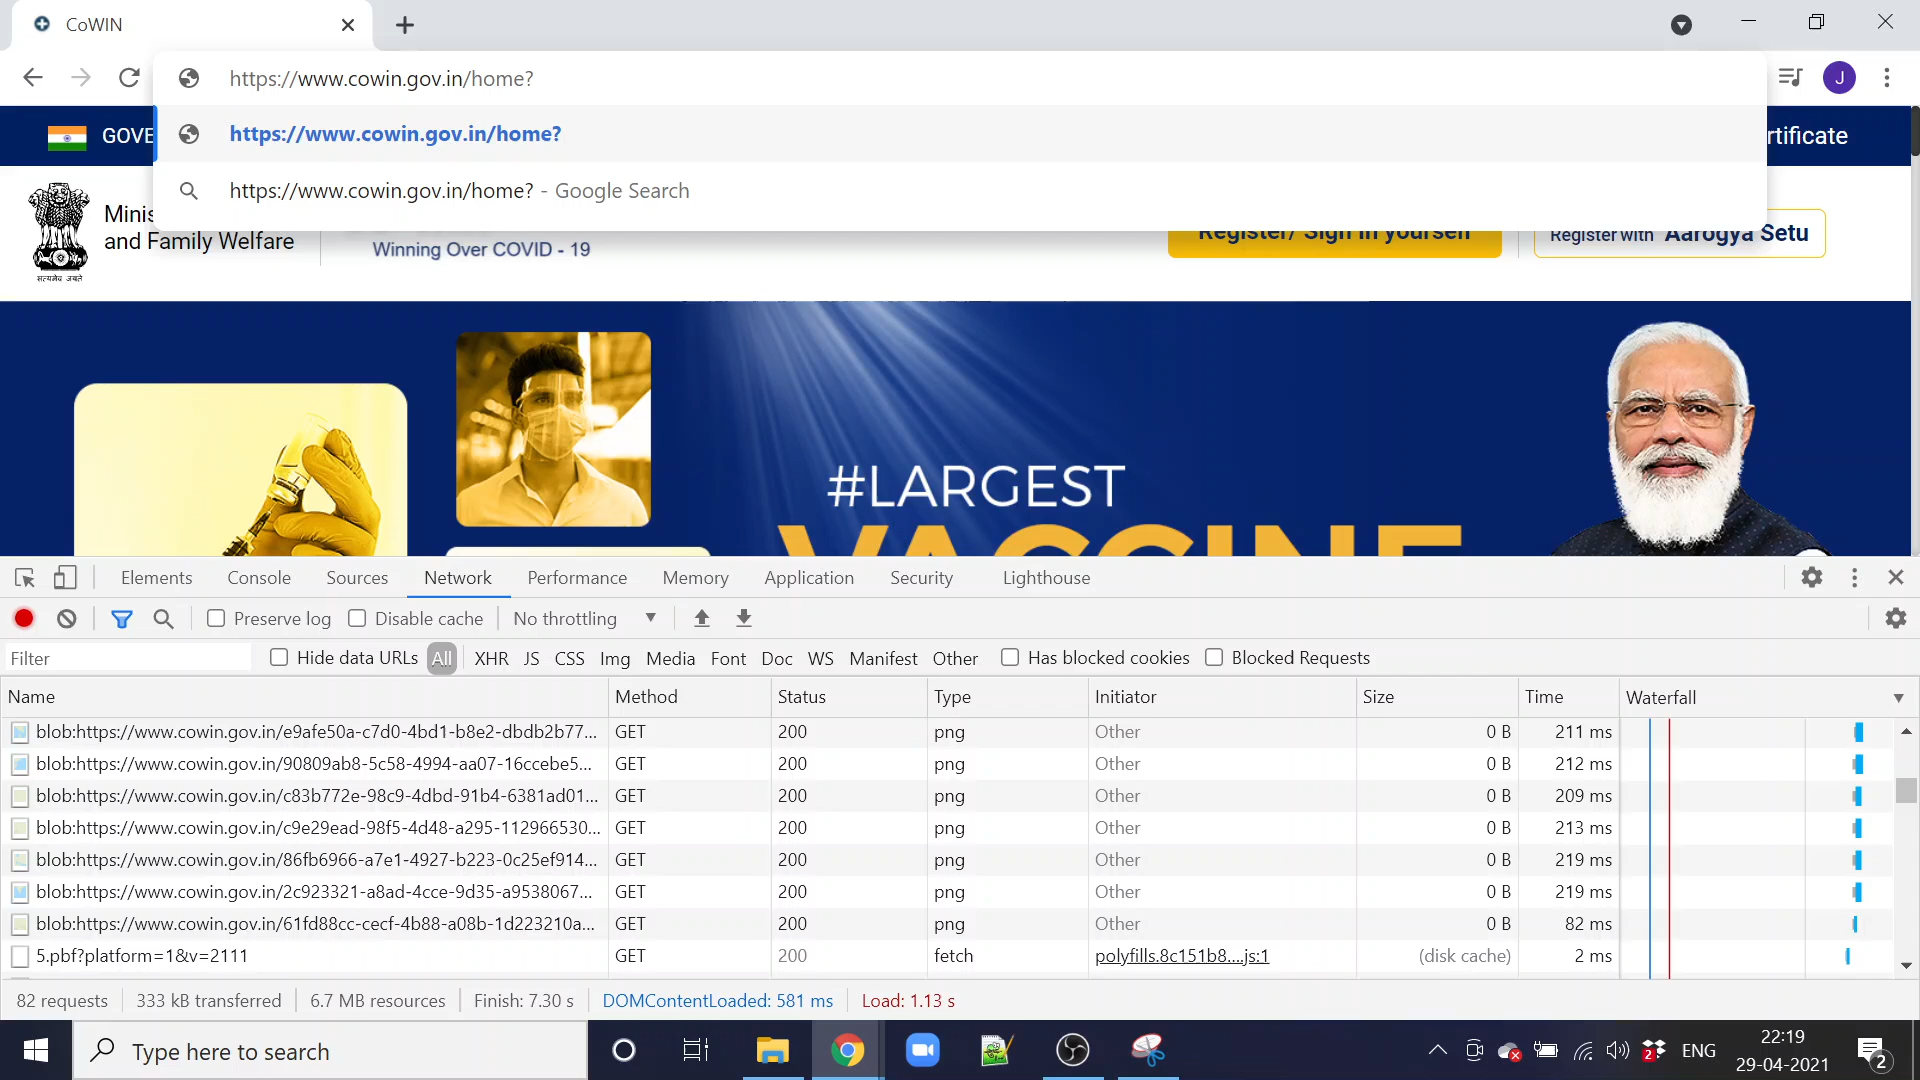 CoWIN
https://www.cowin.gov.in/home?
J
https://www.cowin.gov.in/home?
https://www.cowin.gov.in/home? - Google Search
GOVE
rtificate
Minis
and Family Welfare
सत्यमेव जयते
Winning Over COVID - 19
Register/ Sign In yourself
Register with Aarogya Setu
#LARGEST
VACCINE
Elements Console Sources Network Performance Memory Application Security Lighthouse
Preserve log Disable cache No throttling
Filter Hide data URLs All XHR JS CSS Img Media Font Doc WS Manifest Other Has blocked cookies Blocked Requests
Name Method Status Type Initiator Size Time Waterfall
blob:https://www.cowin.gov.in/e9afe50a-c7d0-4bd1-b8e2-dbdb2b77... GET 200 png Other 0 B 211 ms
blob:https://www.cowin.gov.in/90809ab8-5c58-4994-aa07-16ccebe5... GET 200 png Other 0 B 212 ms
blob:https://www.cowin.gov.in/c83b772e-98c9-4dbd-91b4-6381ad01... GET 200 png Other 0 B 209 ms
blob:https://www.cowin.gov.in/c9e29ead-98f5-4d48-a295-112966530... GET 200 png Other 0 B 213 ms
blob:https://www.cowin.gov.in/86fb6966-a7e1-4927-b223-0c25ef914... GET 200 png Other 0 B 219 ms
blob:https://www.cowin.gov.in/2c923321-a8ad-4cce-9d35-a9538067... GET 200 png Other 0 B 219 ms
blob:https://www.cowin.gov.in/61fd88cc-cecf-4b88-a08b-1d223210a... GET 200 png Other 0 B 82 ms
5.pbf?platform=1&v=2111 GET 200 fetch polyfills.8c151b8....js:1 (disk cache) 2 ms
82 requests 333 kB transferred 6.7 MB resources Finish: 7.30 s DOMContentLoaded: 581 ms Load: 1.13 s
Type here to search
2
ENG
22:19
29-04-2021
2